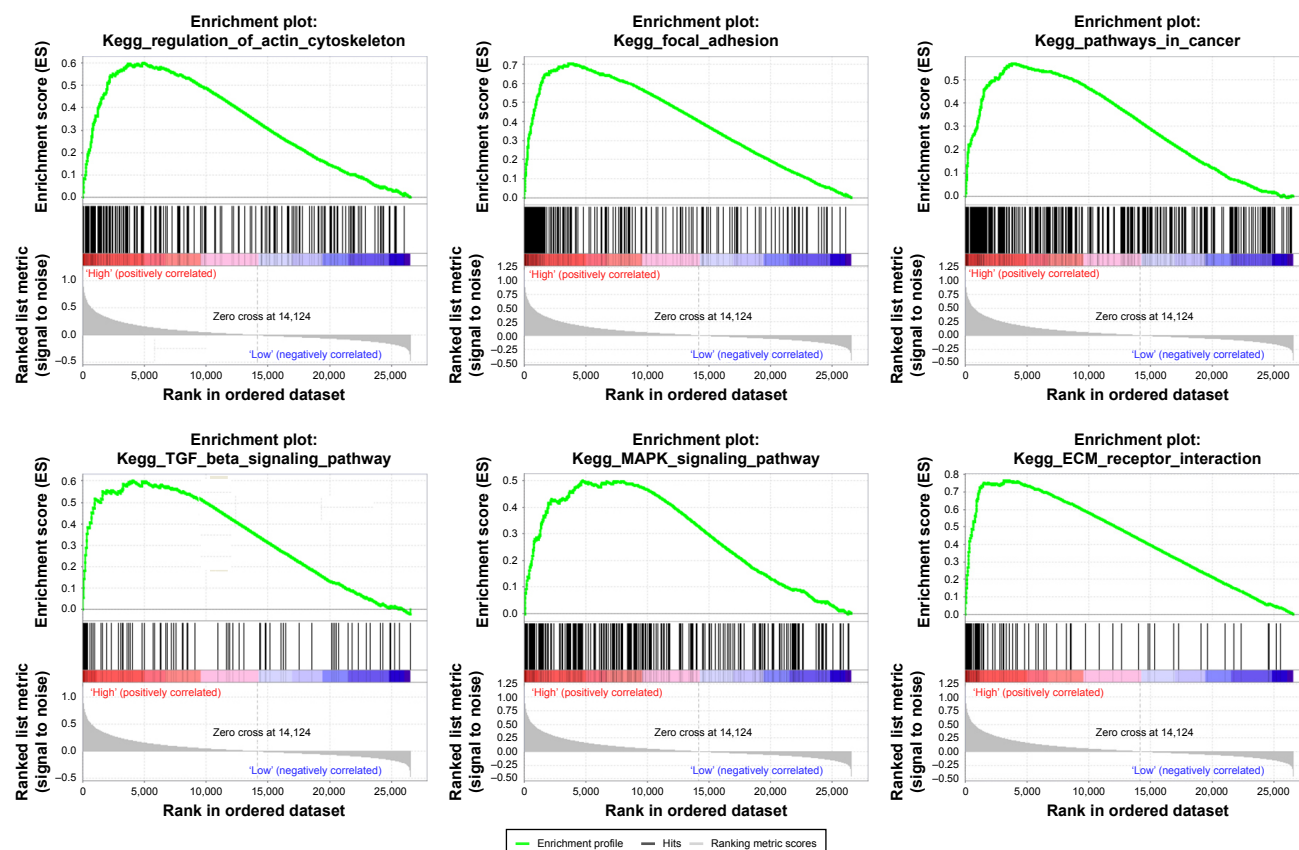 Enrichment plot:
Kegg_regulation_of_actin_cytoskeleton
Enrichment score (ES)
0.6
0.5
0.4
0.3
0.2
0.1
0.0
Ranked list metric
(signal to noise)
1.0
0.5
0.0
−0.5
'High' (positively correlated)
Zero cross at 14,124
'Low' (negatively correlated)
0 5,000 10,000 15,000 20,000 25,000
Rank in ordered dataset
Enrichment plot:
Kegg_focal_adhesion
Enrichment score (ES)
0.7
0.6
0.5
0.4
0.3
0.2
0.1
0.0
Ranked list metric
(signal to noise)
1.25
1.00
0.75
0.50
0.25
0.00
−0.25
−0.50
'High' (positively correlated)
Zero cross at 14,124
'Low' (negatively correlated)
0 5,000 10,000 15,000 20,000 25,000
Rank in ordered dataset
Enrichment plot:
Kegg_pathways_in_cancer
Enrichment score (ES)
0.5
0.4
0.3
0.2
0.1
0.0
Ranked list metric
(signal to noise)
1.25
1.00
0.75
0.50
0.25
0.00
−0.25
−0.50
'High' (positively correlated)
Zero cross at 14,124
'Low' (negatively correlated)
0 5,000 10,000 15,000 20,000 25,000
Rank in ordered dataset
Enrichment plot:
Kegg_TGF_beta_signaling_pathway
Enrichment score (ES)
0.6
0.5
0.4
0.3
0.2
0.1
0.0
Ranked list metric
(signal to noise)
1.0
0.5
0.0
−0.5
'High' (positively correlated)
Zero cross at 14,124
'Low' (negatively correlated)
0 5,000 10,000 15,000 20,000 25,000
Rank in ordered dataset
Enrichment plot:
Kegg_MAPK_signaling_pathway
Enrichment score (ES)
0.5
0.4
0.3
0.2
0.1
0.0
Ranked list metric
(signal to noise)
1.25
1.00
0.75
0.50
0.25
0.00
−0.25
−0.50
'High' (positively correlated)
Zero cross at 14,124
'Low' (negatively correlated)
0 5,000 10,000 15,000 20,000 25,000
Rank in ordered dataset
Enrichment plot:
Kegg_ECM_receptor_interaction
Enrichment score (ES)
0.8
0.7
0.6
0.5
0.4
0.3
0.2
0.1
0.0
Ranked list metric
(signal to noise)
1.25
1.00
0.75
0.50
0.25
0.00
−0.25
−0.50
'High' (positively correlated)
Zero cross at 14,124
'Low' (negatively correlated)
0 5,000 10,000 15,000 20,000 25,000
Rank in ordered dataset
Enrichment profile Hits Ranking metric scores